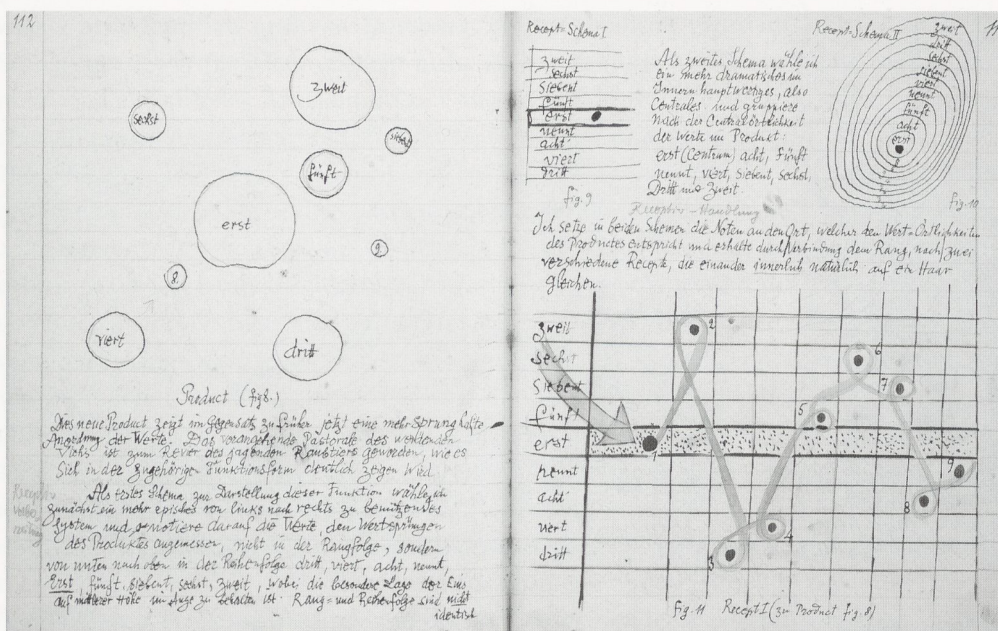 112
zweit
sechst
siebent
fünft
erst
9.
8.
viert
dritt
Product (fig 8.)
Dies neue Product zeigt im Gegensatz zu früher jetzt eine mehr sprunghafte
Anordnung der Werte. Das vorangehende Pastorale des weidenden
Viehs ist zum Revier des jagenden Raubtiers geworden, wie es
sich in der zugehörigen Funktionsform deutlich zeigen wird.
Als erstes Schema zur Darstellung dieser Function wähle ich
zunächst ein mehr episches von links nach rechts zu benützendes
System und notiere darauf die Werte, den Wertsprüngen
des Produktes angemessen, nicht in der Rangfolge, sondern
von unten nach oben in der Reihenfolge dritt, viert, acht, neunt,
Erst, fünft, siebent, sechst, zweit, wobei die besondere Lage der Eins
auf mittlerer Höhe im Auge zu behalten ist. Rang- und Reihenfolge sind nicht
identisch
Recept-Schema I
zweit
sechst
Siebent
fünft
erst
neunt
acht
viert
dritt
fig. 9
Als zweites Schema wähle ich
ein mehr dramatisches im
Innern hauptwertiges, also
Centrales und gruppiere
nach der Centralörtlichkeit
der Werte im Produkt:
erst (Centrum) acht, fünft
neunt, viert, siebent, sechst,
Dritt und zweit.
Recept-Schema II
zweit
dritt
sechst
siebent
viert
neunt
fünft
acht
erst
fig. 10
Receptiv-Handlung
Ich setze in beiden Schemen die Noten an den Ort, welcher den Wert-Örtlichkeiten
des Productes entspricht und erhalte durch Verbindung dem Rang nach zwei
verschiedene Recepte, die einander innerlich natürlich auf ein Haar
gleichen.
zweit
sechst
Siebent
fünft
erst
neunt
acht
viert
dritt
1
2
3
4
5
6
7
8
9
fig. 11 Recept I (zu Product fig. 8)